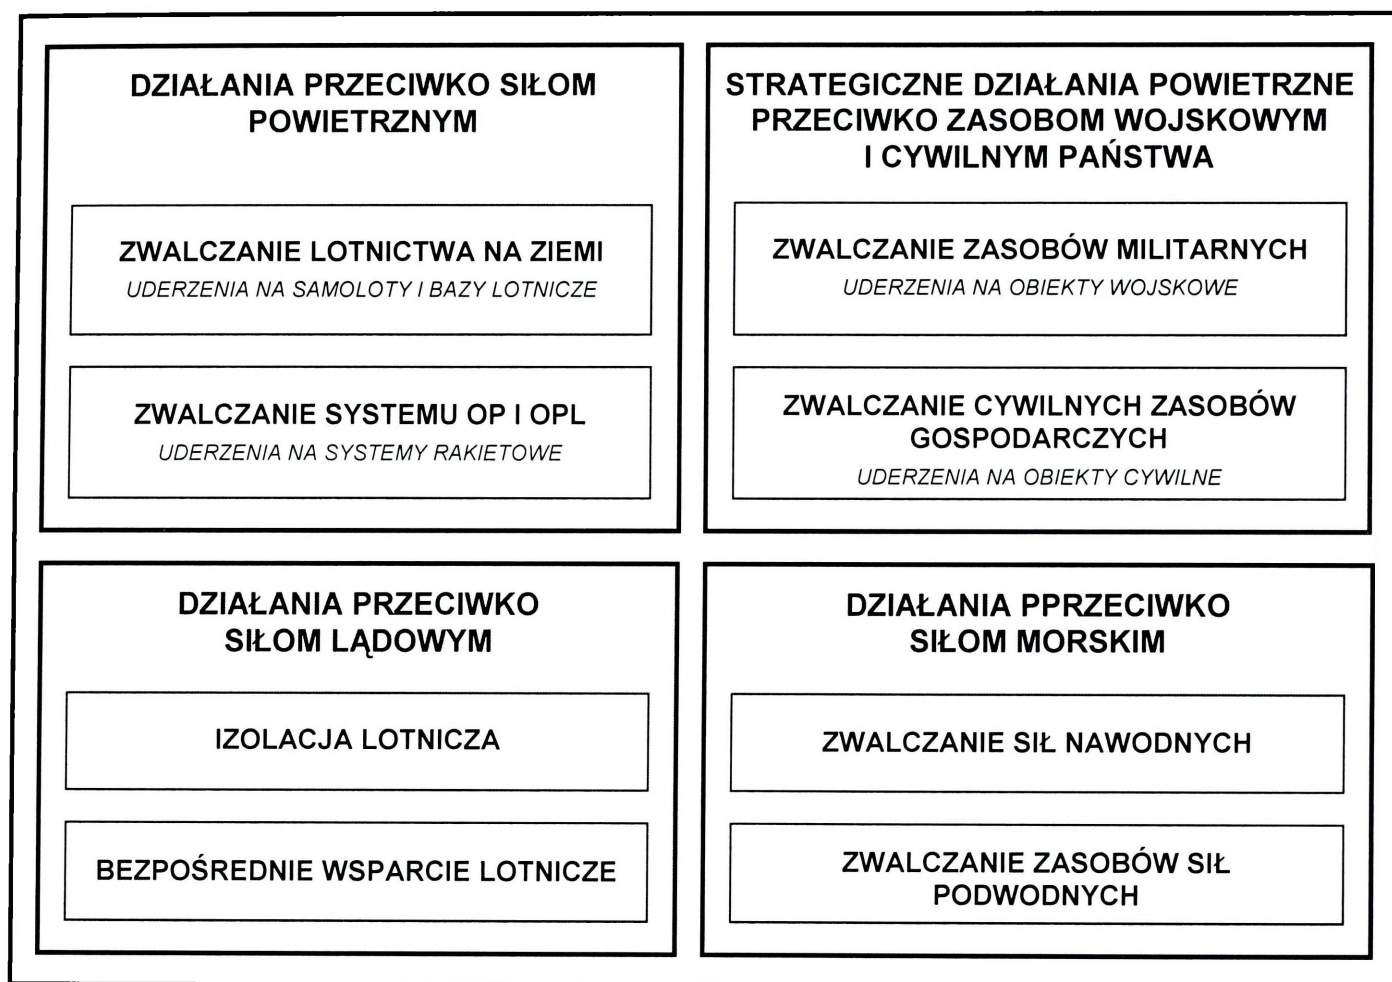 DZIAŁANIA PRZECIWKO SIŁOM
POWIETRZNYM
ZWALCZANIE LOTNICTWA NA ZIEMI
UDERZENIA NA SAMOLOTY I BAZY LOTNICZE
ZWALCZANIE SYSTEMU OP I OPL
UDERZENIA NA SYSTEMY RAKIETOWE
STRATEGICZNE DZIAŁANIA POWIETRZNE
PRZECIWKO ZASOBOM WOJSKOWYM
I CYWILNYM PAŃSTWA
ZWALCZANIE ZASOBÓW MILITARNYCH
UDERZENIA NA OBIEKTY WOJSKOWE
ZWALCZANIE CYWILNYCH ZASOBÓW
GOSPODARCZYCH
UDERZENIA NA OBIEKTY CYWILNE
DZIAŁANIA PRZECIWKO
SIŁOM LĄDOWYM
IZOLACJA LOTNICZA
BEZPOŚREDNIE WSPARCIE LOTNICZE
DZIAŁANIA PPRZECIWKO
SIŁOM MORSKIM
ZWALCZANIE SIŁ NAWODNYCH
ZWALCZANIE ZASOBÓW SIŁ
PODWODNYCH